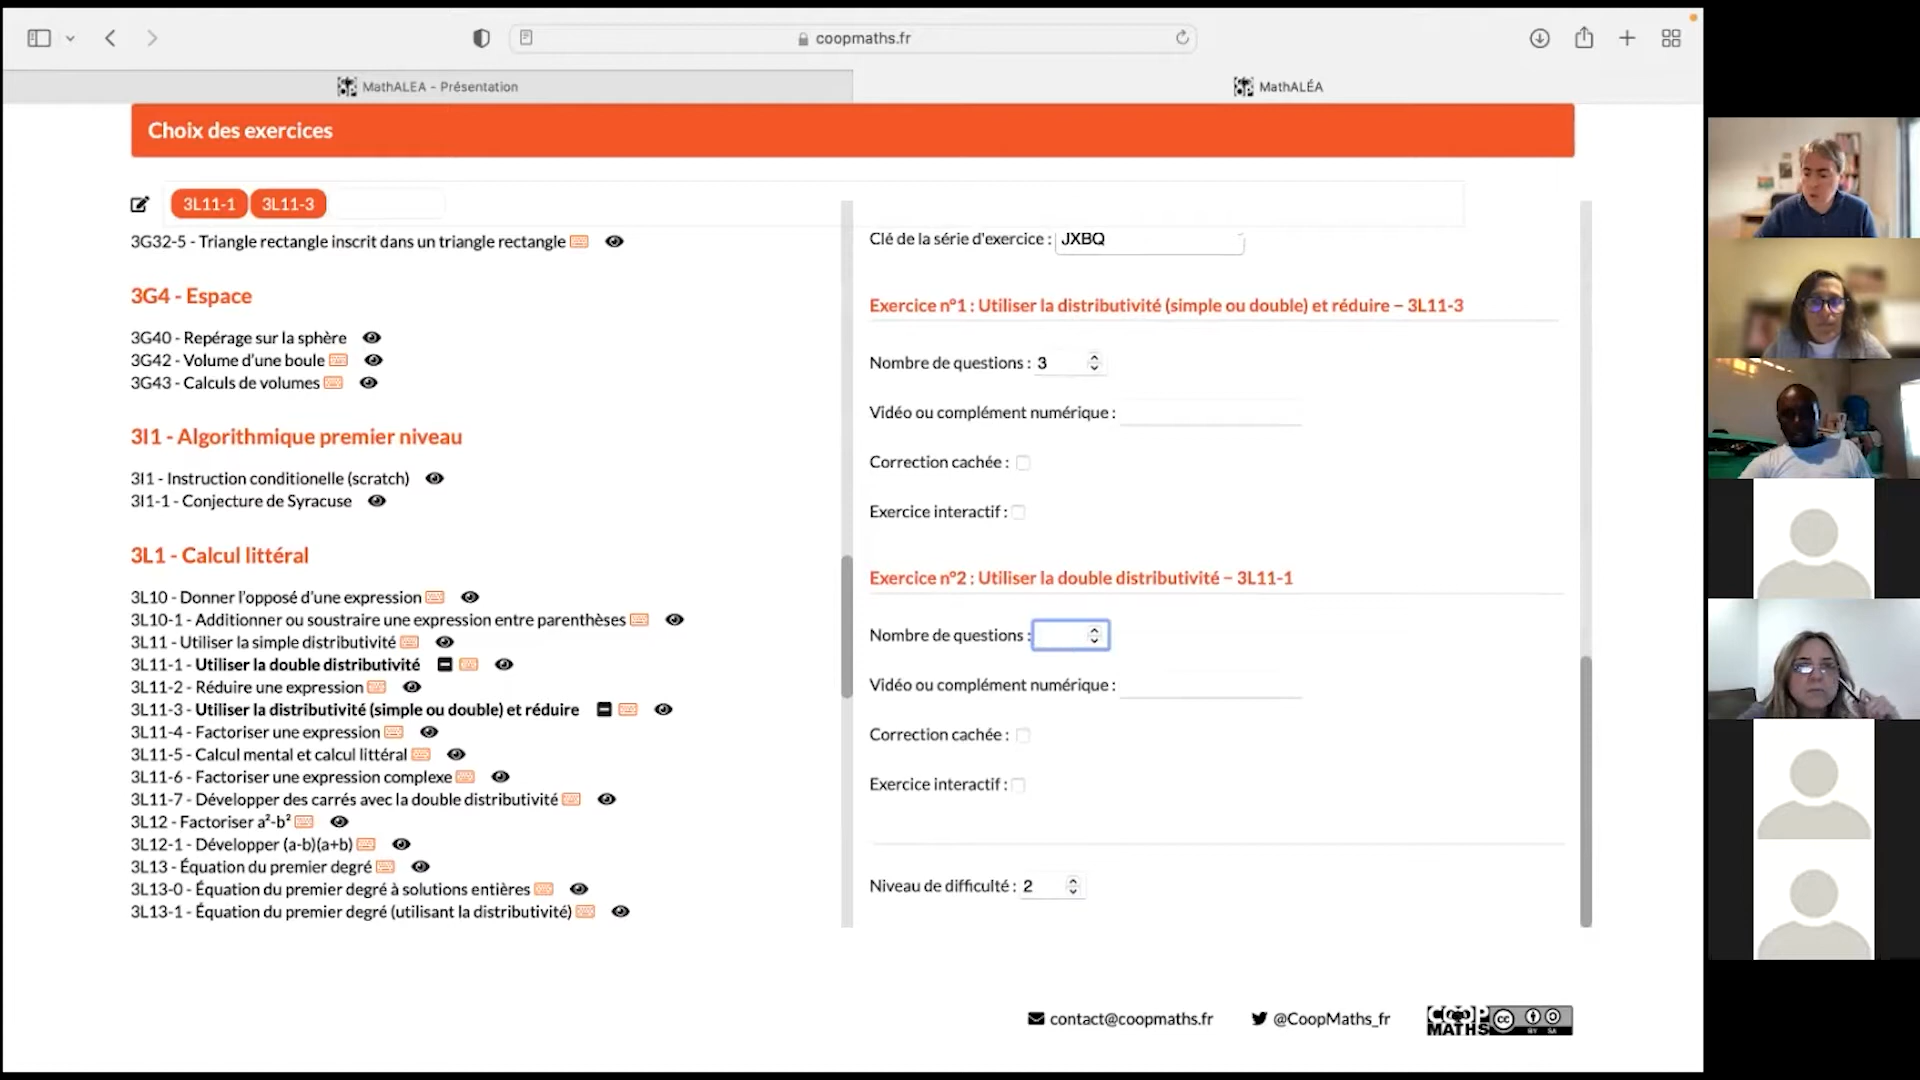 coopmaths.fr
MathALEA - Présentation
MathALÉA
Choix des exercices
3L11-1 3L11-3
3G32-5 - Triangle rectangle inscrit dans un triangle rectangle
3G4 - Espace
3G40 - Repérage sur la sphère
3G42 - Volume d'une boule
3G43 - Calculs de volumes
3I1 - Algorithmique premier niveau
3I1 - Instruction conditionelle (scratch)
3I1-1 - Conjecture de Syracuse
3L1 - Calcul littéral
3L10 - Donner l'opposé d'une expression
3L10-1 - Additionner ou soustraire une expression entre parenthèses
3L11 - Utiliser la simple distributivité
3L11-1 - Utiliser la double distributivité
3L11-2 - Réduire une expression
3L11-3 - Utiliser la distributivité (simple ou double) et réduire
3L11-4 - Factoriser une expression
3L11-5 - Calcul mental et calcul littéral
3L11-6 - Factoriser une expression complexe
3L11-7 - Développer des carrés avec la double distributivité
3L12 - Factoriser a²-b²
3L12-1 - Développer (a-b)(a+b)
3L13 - Équation du premier degré
3L13-0 - Équation du premier degré à solutions entières
3L13-1 - Équation du premier degré (utilisant la distributivité)
Clé de la série d'exercice : JXBQ
Exercice n°1 : Utiliser la distributivité (simple ou double) et réduire − 3L11-3
Nombre de questions : 3
Vidéo ou complément numérique :
Correction cachée :
Exercice interactif :
Exercice n°2 : Utiliser la double distributivité − 3L11-1
Nombre de questions :
Vidéo ou complément numérique :
Correction cachée :
Exercice interactif :
Niveau de difficulté : 2
contact@coopmaths.fr
@CoopMaths_fr
COOP
MATHS
cc
BY SA